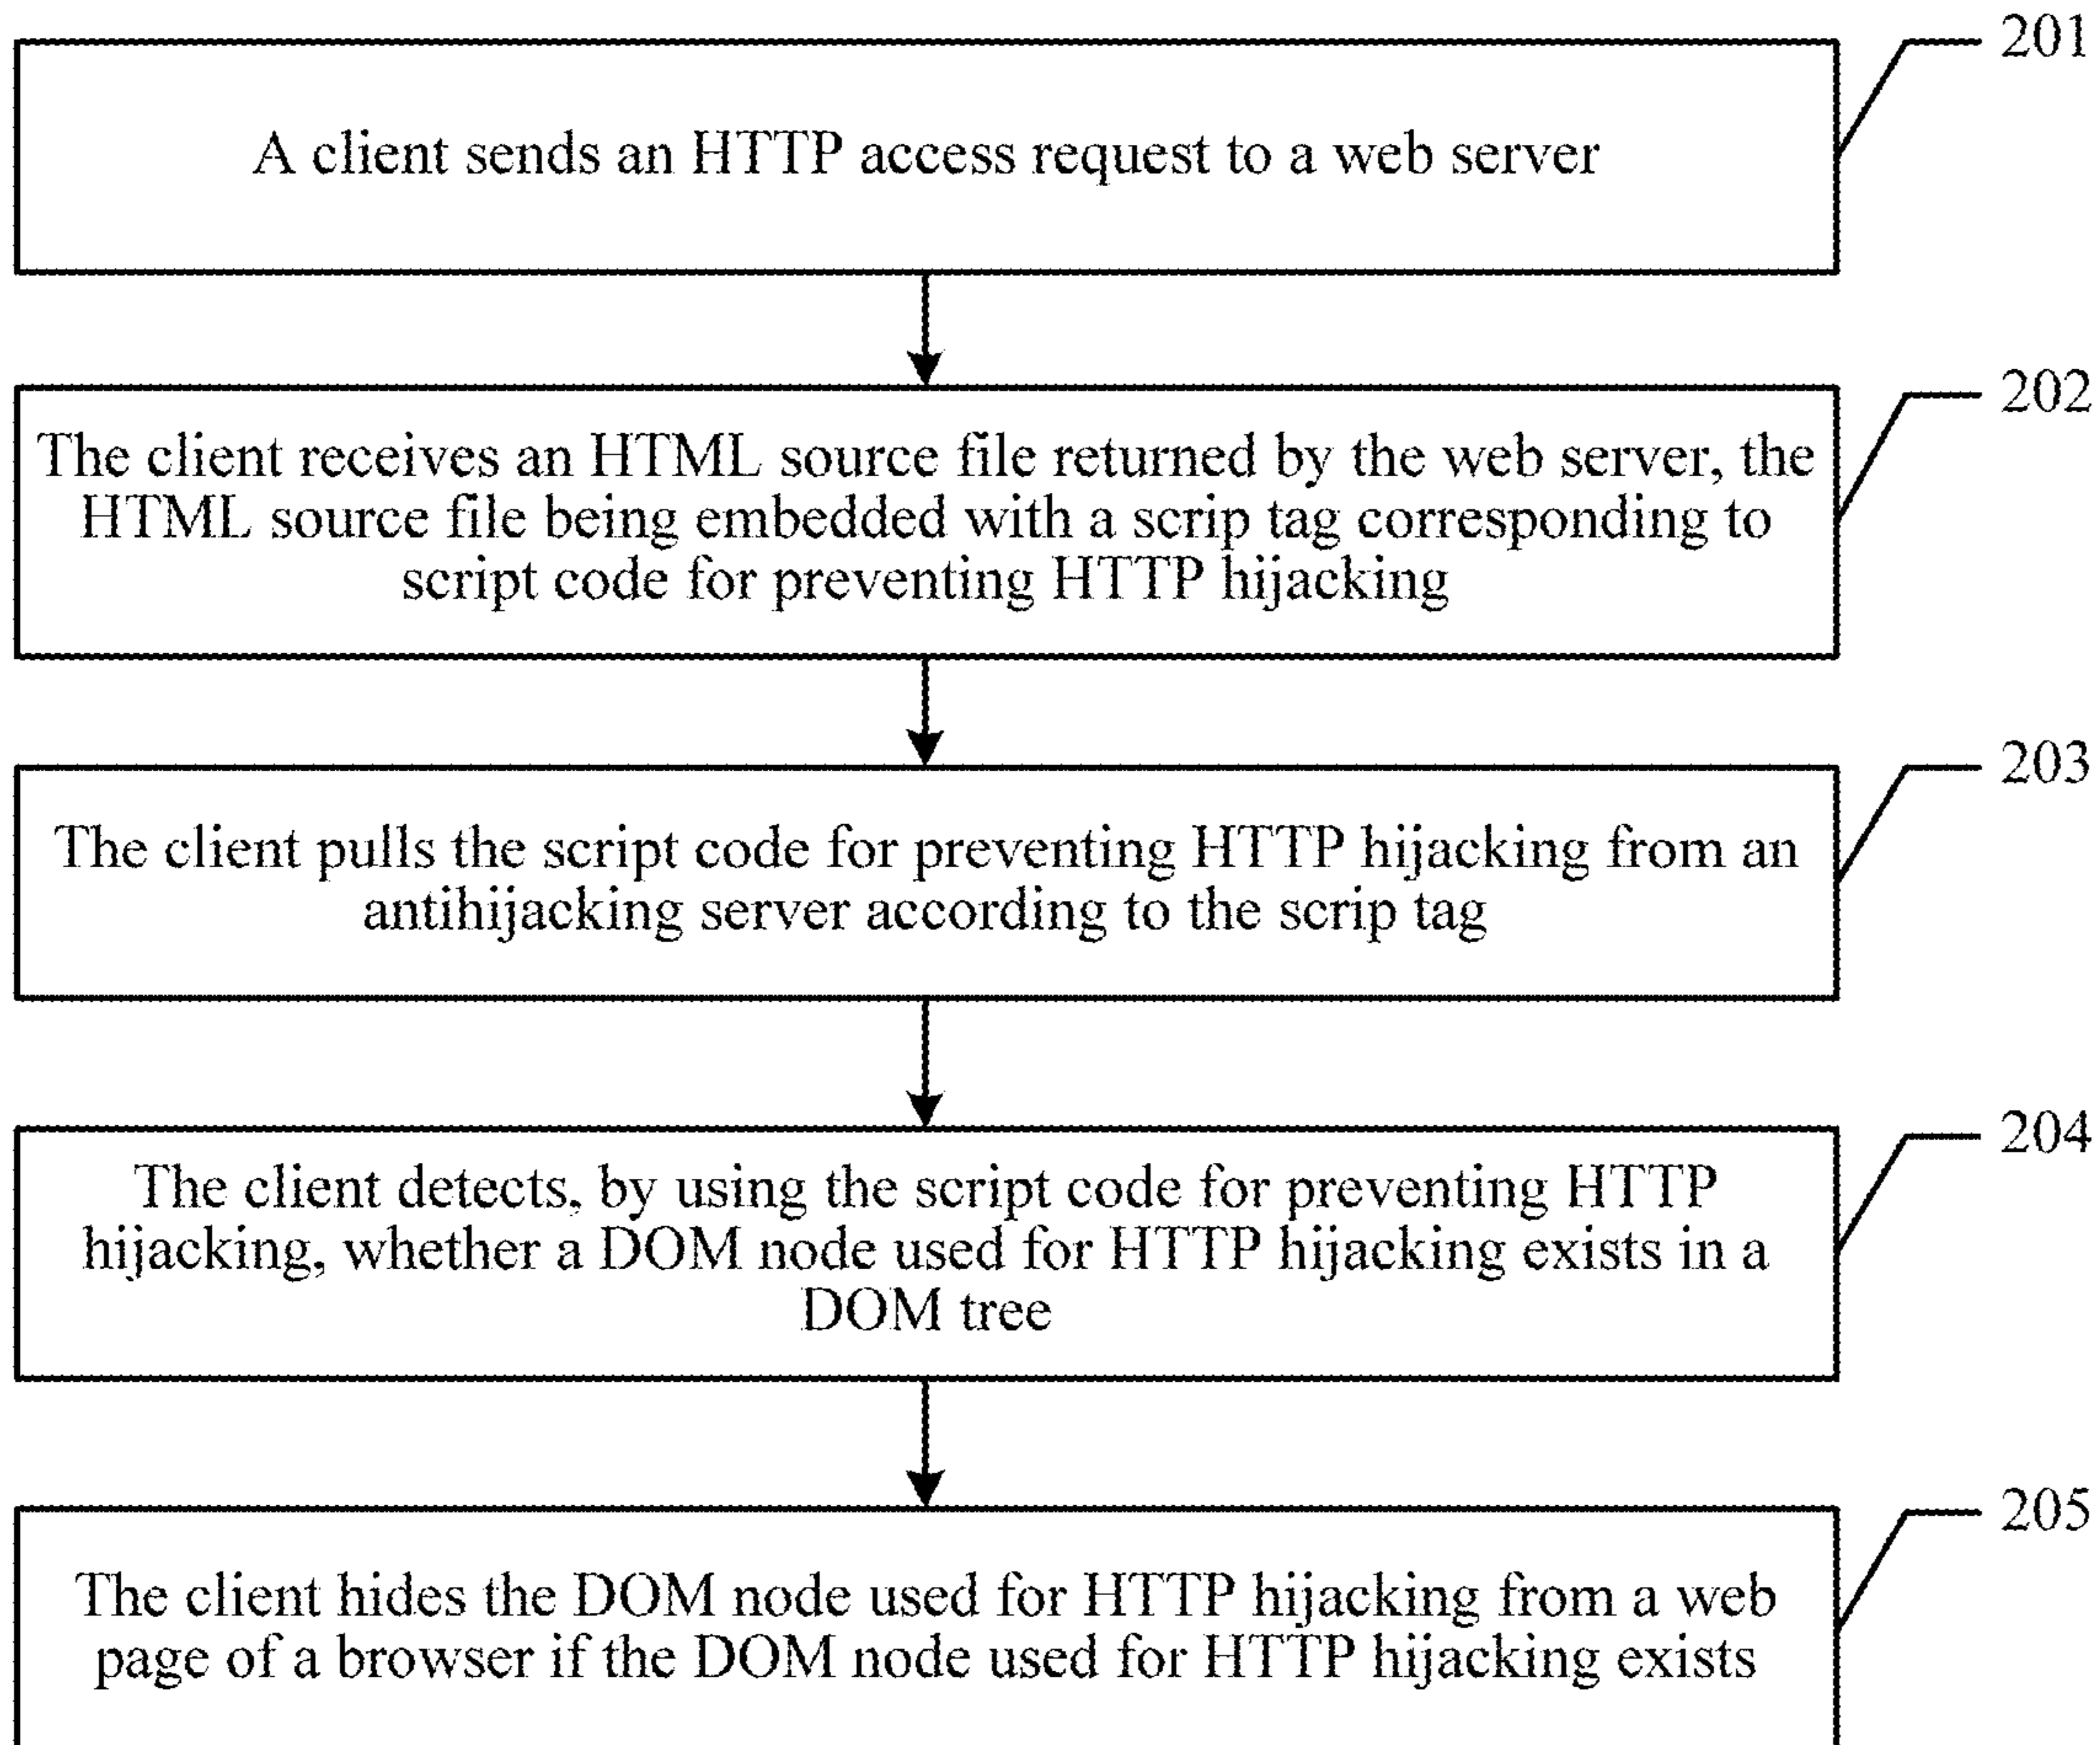 201
A client sends an HTTP access request to a web server
202
The client receives an HTML source file returned by the web server, the
HTML source file being embedded with a scrip tag corresponding to
script code for preventing HTTP hijacking
203
The client pulls the script code for preventing HTTP hijacking from an
antihijacking server according to the scrip tag
204
The client detects, by using the script code for preventing HTTP
hijacking, whether a DOM node used for HTTP hijacking exists in a
DOM tree
205
The client hides the DOM node used for HTTP hijacking from a web
page of a browser if the DOM node used for HTTP hijacking exists